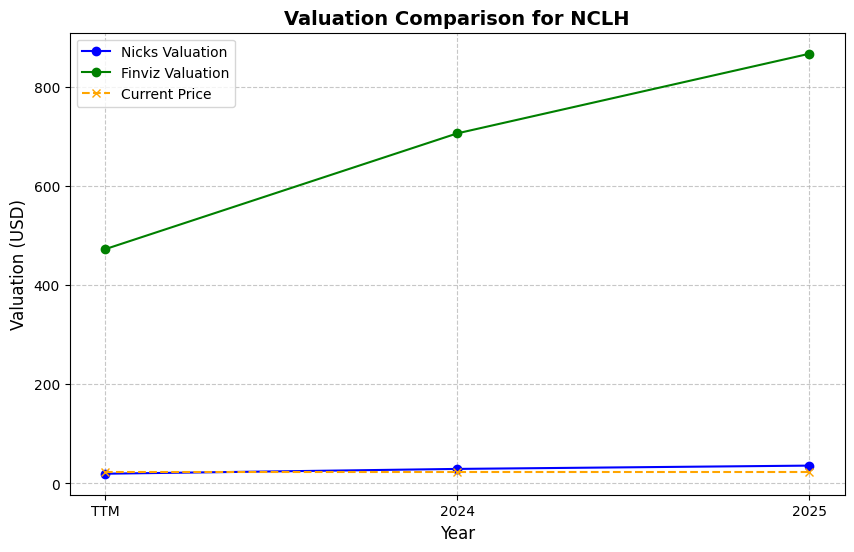 Valuation Comparison for NCLH
Nicks Valuation
Finviz Valuation
Current Price
Valuation (USD)
800
600
400
200
0
TTM
2024
2025
Year